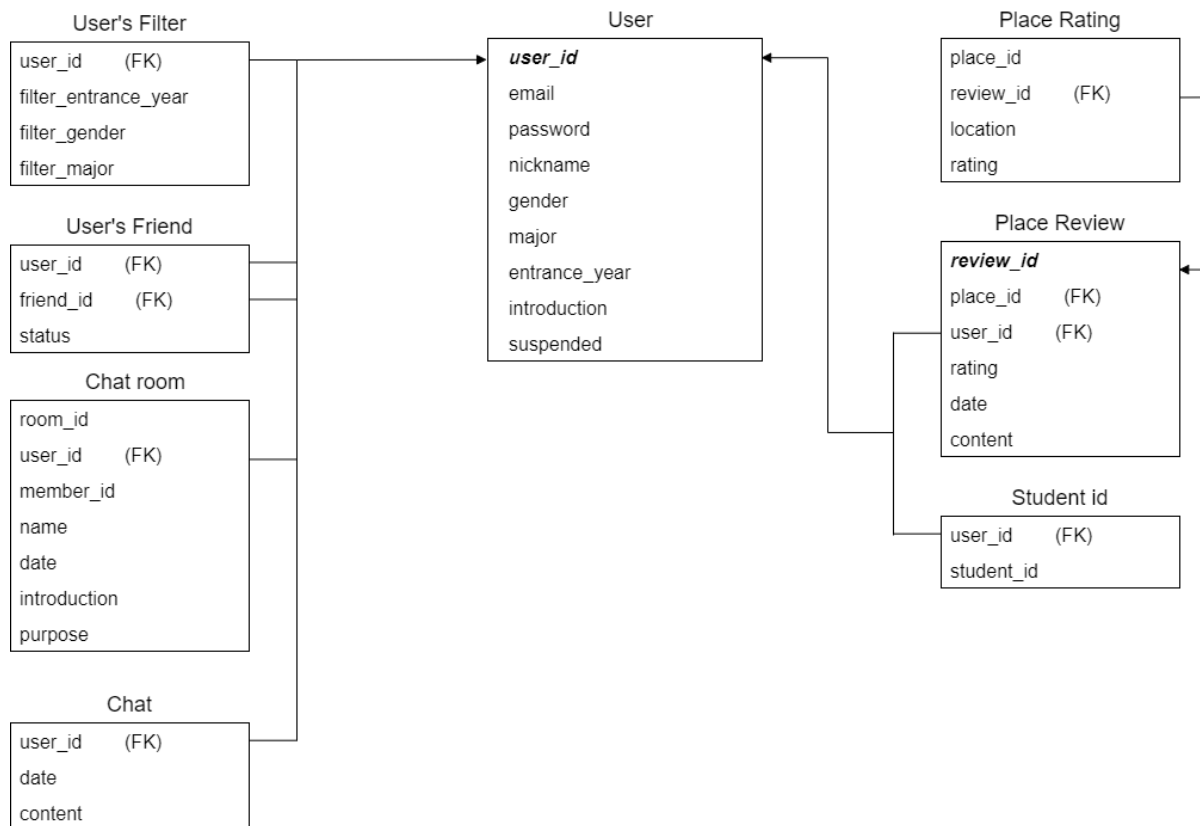 User's Filter
user_id (FK)
filter_entrance_year
filter_gender
filter_major
User's Friend
user_id (FK)
friend_id (FK)
status
Chat room
room_id
user_id (FK)
member_id
name
date
introduction
purpose
Chat
user_id (FK)
date
content
User
user_id
email
password
nickname
gender
major
entrance_year
introduction
suspended
Place Rating
place_id
review_id (FK)
location
rating
Place Review
review_id
place_id (FK)
user_id (FK)
rating
date
content
Student id
user_id (FK)
student_id